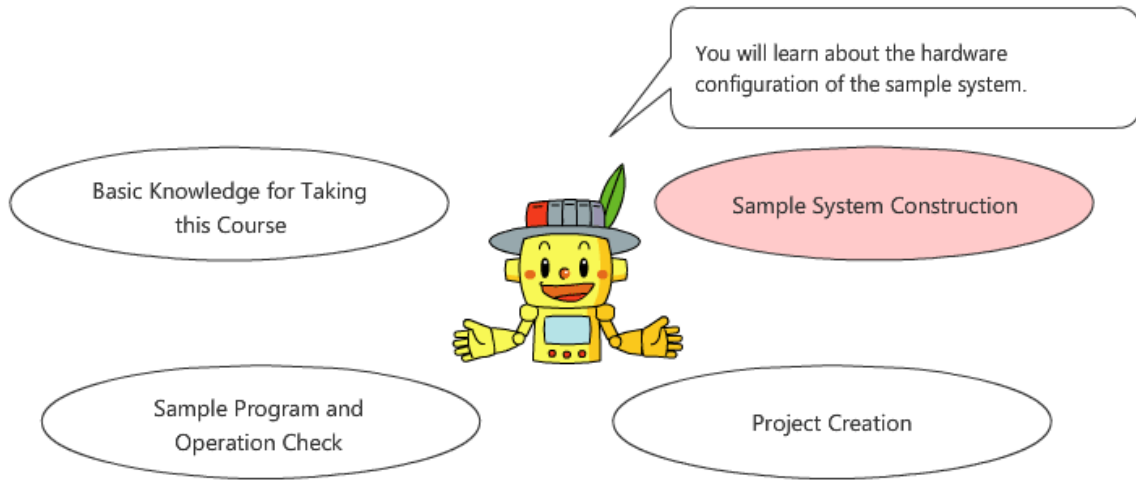 You will learn about the hardware
configuration of the sample system.
Basic Knowledge for Taking
this Course
Sample System Construction
Sample Program and
Operation Check
Project Creation